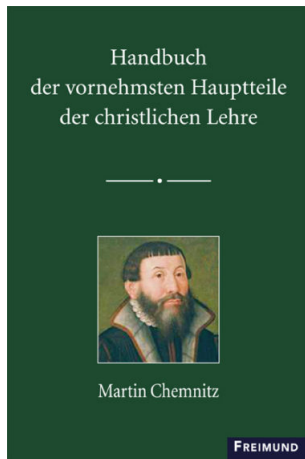 Handbuch
der vornehmsten Hauptteile
der christlichen Lehre
Martin Chemnitz
FREIMUND